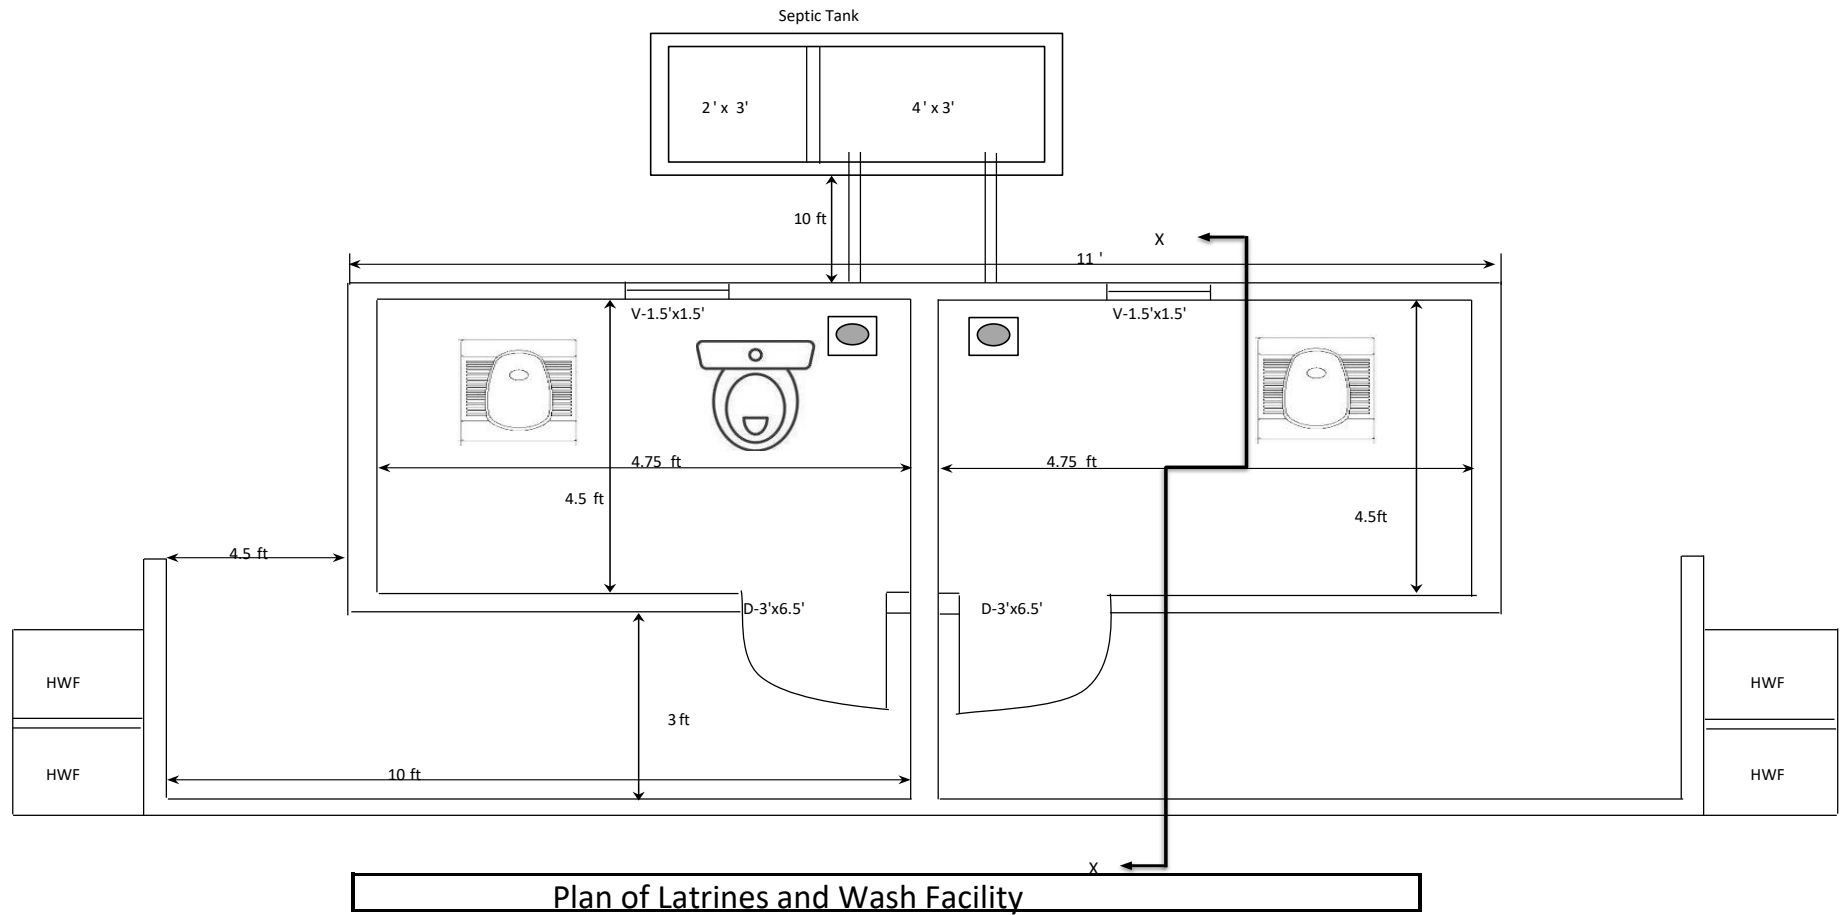 Septic Tank
2 ' x 3'
4 ' x 3'
10 ft
X
11 '
V-1.5'x1.5'
V-1.5'x1.5'
4.75 ft
4.75 ft
4.5 ft
4.5ft
4.5 ft
D-3'x6.5'
D-3'x6.5'
HWF
HWF
3 ft
HWF
10 ft
HWF
X
Plan of Latrines and Wash Facility